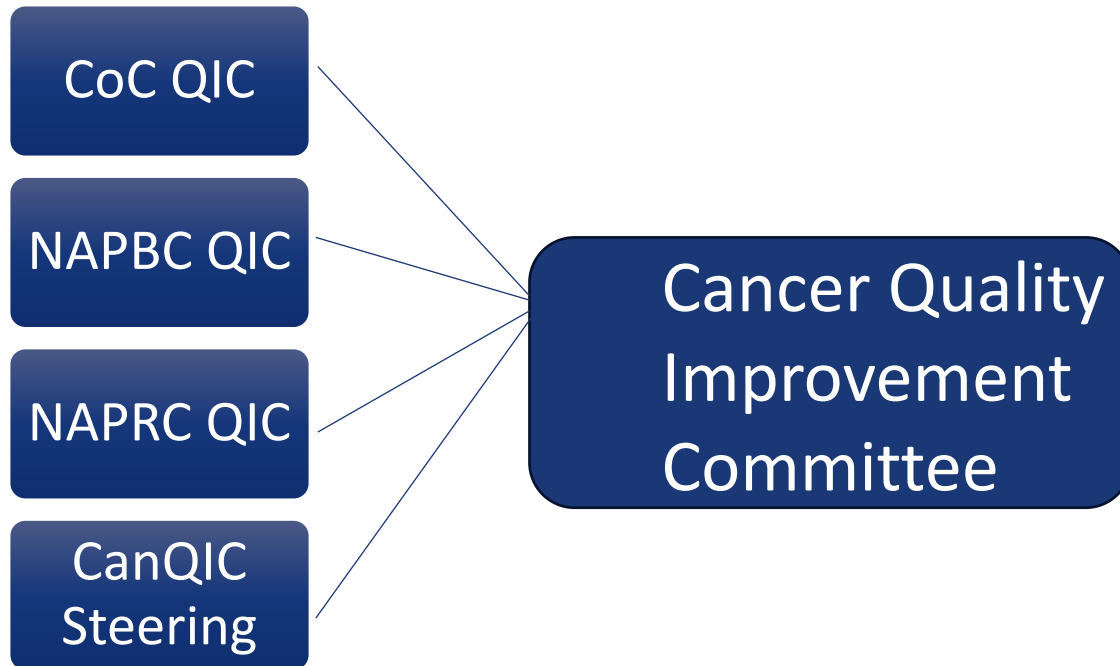 CoC QIC
NAPBC QIC
NAPRC QIC
CanQIC
Steering
Cancer Quality
Improvement
Committee